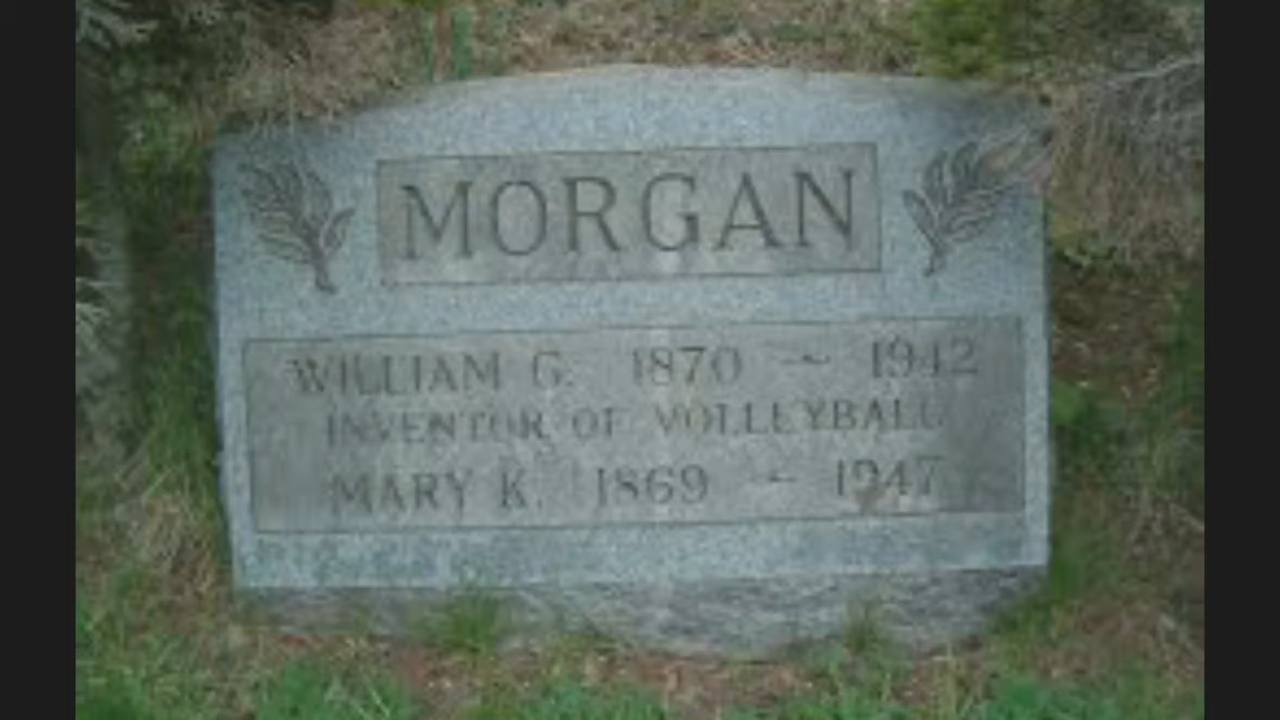 MORGAN
WILLIAM G. 1870 – 1942
INVENTOR OF VOLLEYBALL
MARY K. 1869 – 1947